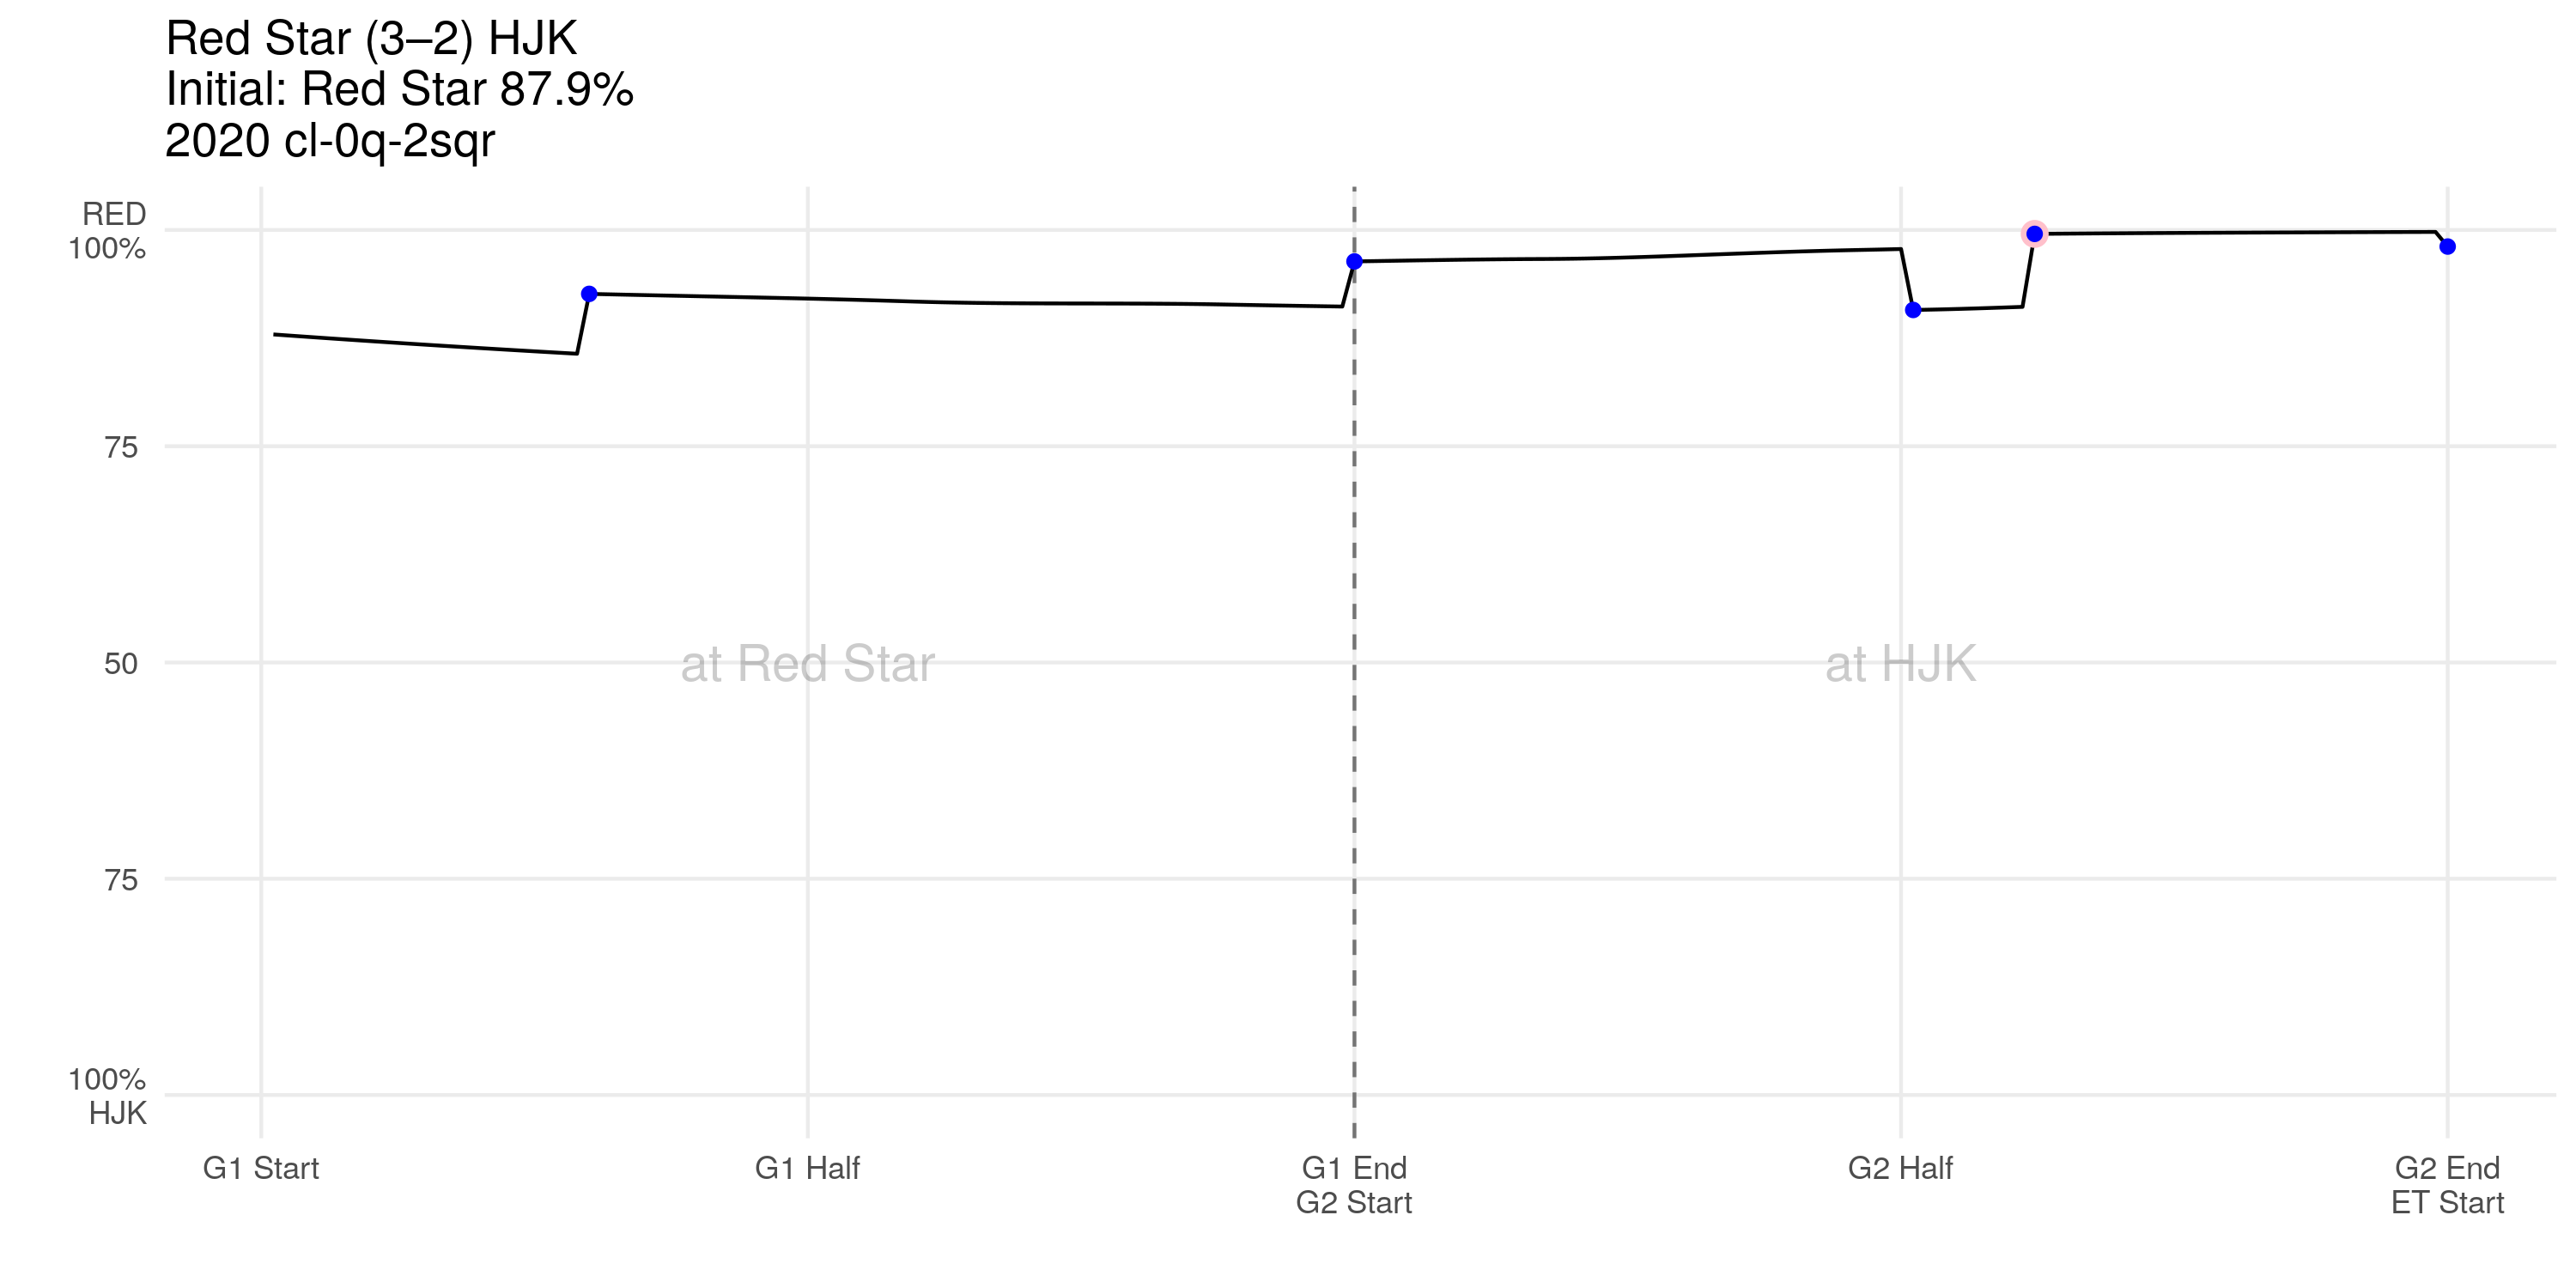 Red Star (3–2) HJK
Initial: Red Star 87.9%
2020 cl-0q-2sqr
RED
100%
75
50
75
100%
HJK
at Red Star
at HJK
G1 Start
G1 Half
G1 End
G2 Start
G2 Half
G2 End
ET Start